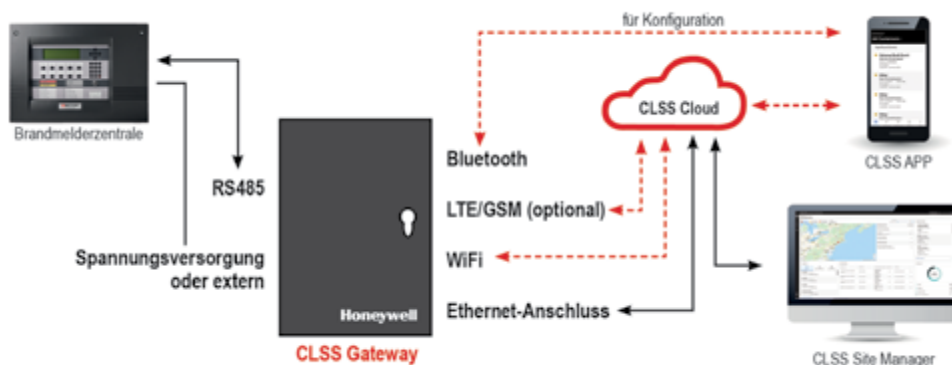 für Konfiguration
Brandmelderzentrale
CLSS Cloud
CLSS APP
Bluetooth
RS485
LTE/GSM (optional)
WiFi
Spannungsversorgung
oder extern
Ethernet-Anschluss
Honeywell
CLSS Gateway
CLSS Site Manager